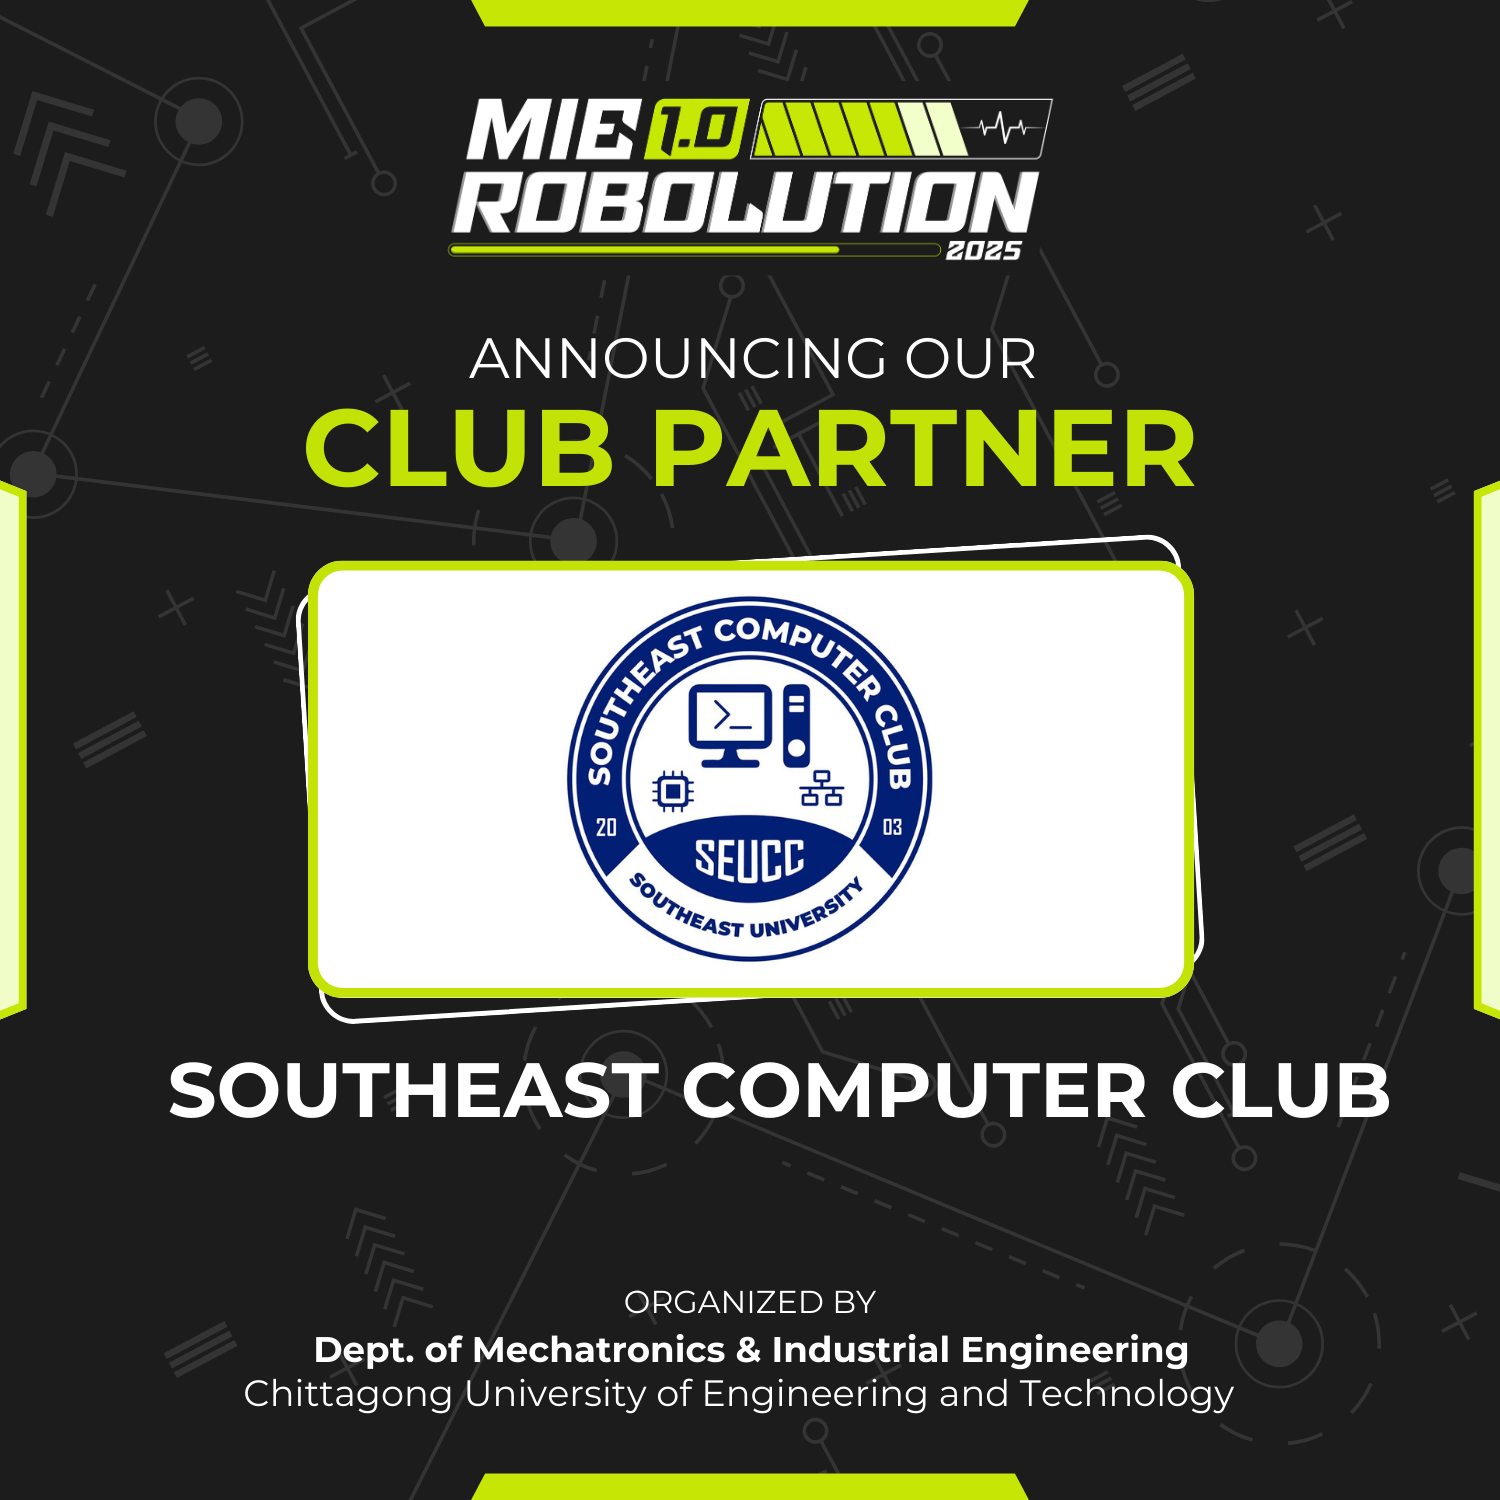 MIE 1.0
ROBOLUTION
2025
ANNOUNCING OUR
CLUB PARTNER
SOUTHEAST COMPUTER CLUB
20 03
SEUCC
SOUTHEAST UNIVERSITY
SOUTHEAST COMPUTER CLUB
ORGANIZED BY
Dept. of Mechatronics & Industrial Engineering
Chittagong University of Engineering and Technology